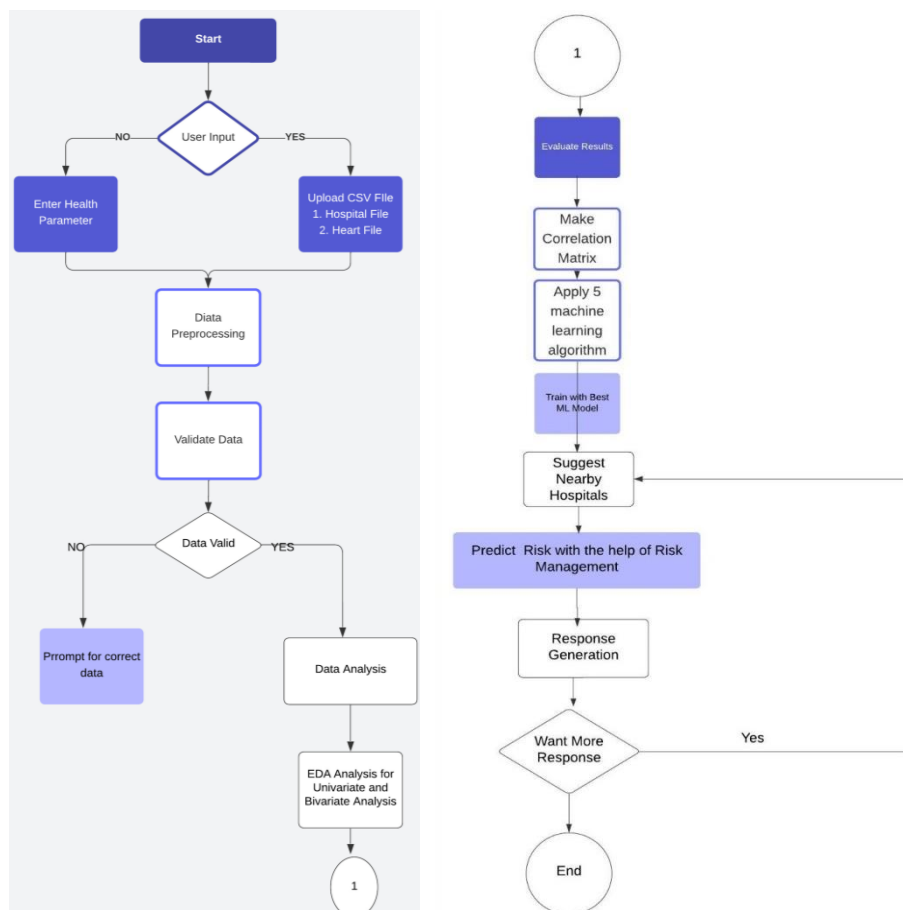 Start
User Input
NO
YES
Enter Health
Parameter
Upload CSV FIle
1. Hospital File
2. Heart File
Diata
Preprocessing
Validate Data
Data Valid
NO
YES
Prrompt for correct
data
Data Analysis
EDA Analysis for
Univariate and
Bivariate Analysis
1
1
Evaluate Results
Make
Correlation
Matrix
Apply 5
machine
learning
algorithm
Train with Best
ML Model
Suggest
Nearby
Hospitals
Predict Risk with the help of Risk
Management
Response
Generation
Want More
Response
Yes
End